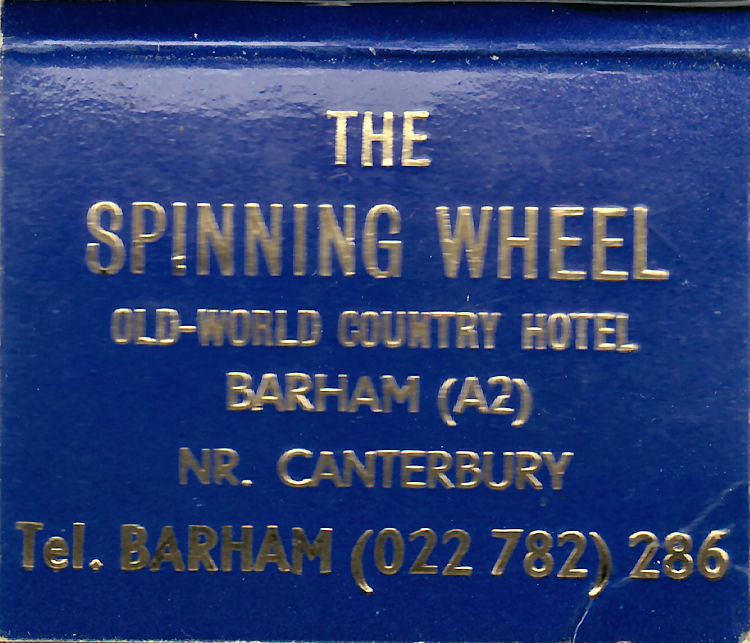 THE
SPINNING WHEEL
OLD-WORLD COUNTRY HOTEL
BARHAM (A2)
NR. CANTERBURY
Tel. BARHAM (022 782) 286